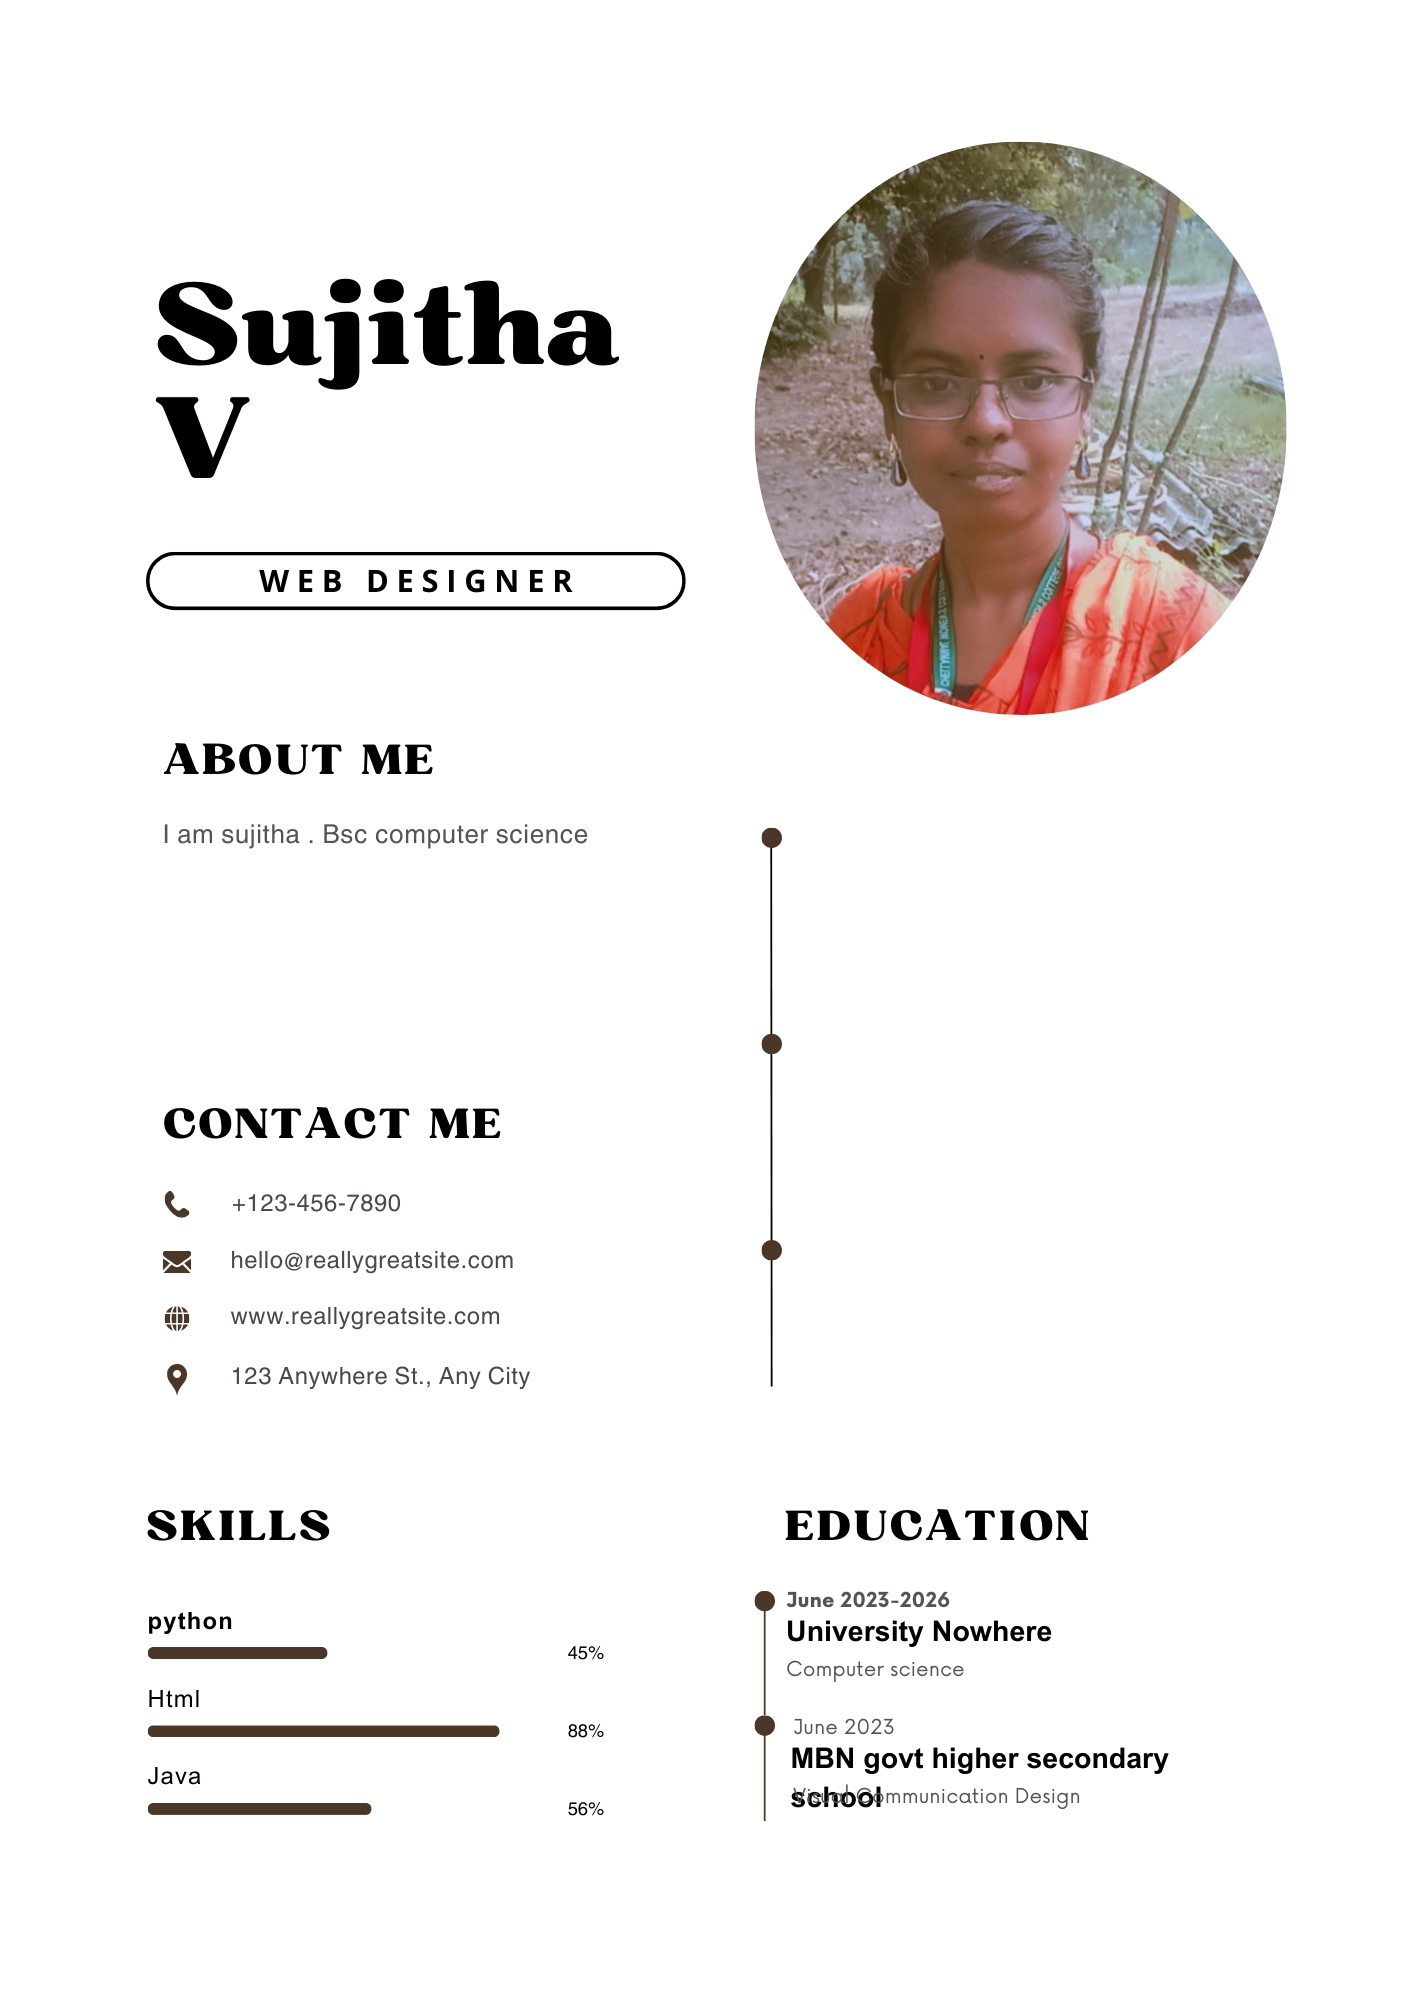 Sujitha
V
WEB DESIGNER
ABOUT ME
I am sujitha . Bsc computer science
CONTACT ME
+123-456-7890
hello@reallygreatsite.com
www.reallygreatsite.com
123 Anywhere St., Any City
SKILLS
python
45%
Html
88%
Java
56%
EDUCATION
June 2023-2026
University Nowhere
Computer science
June 2023
MBN govt higher secondary
school
Visual Communication Design